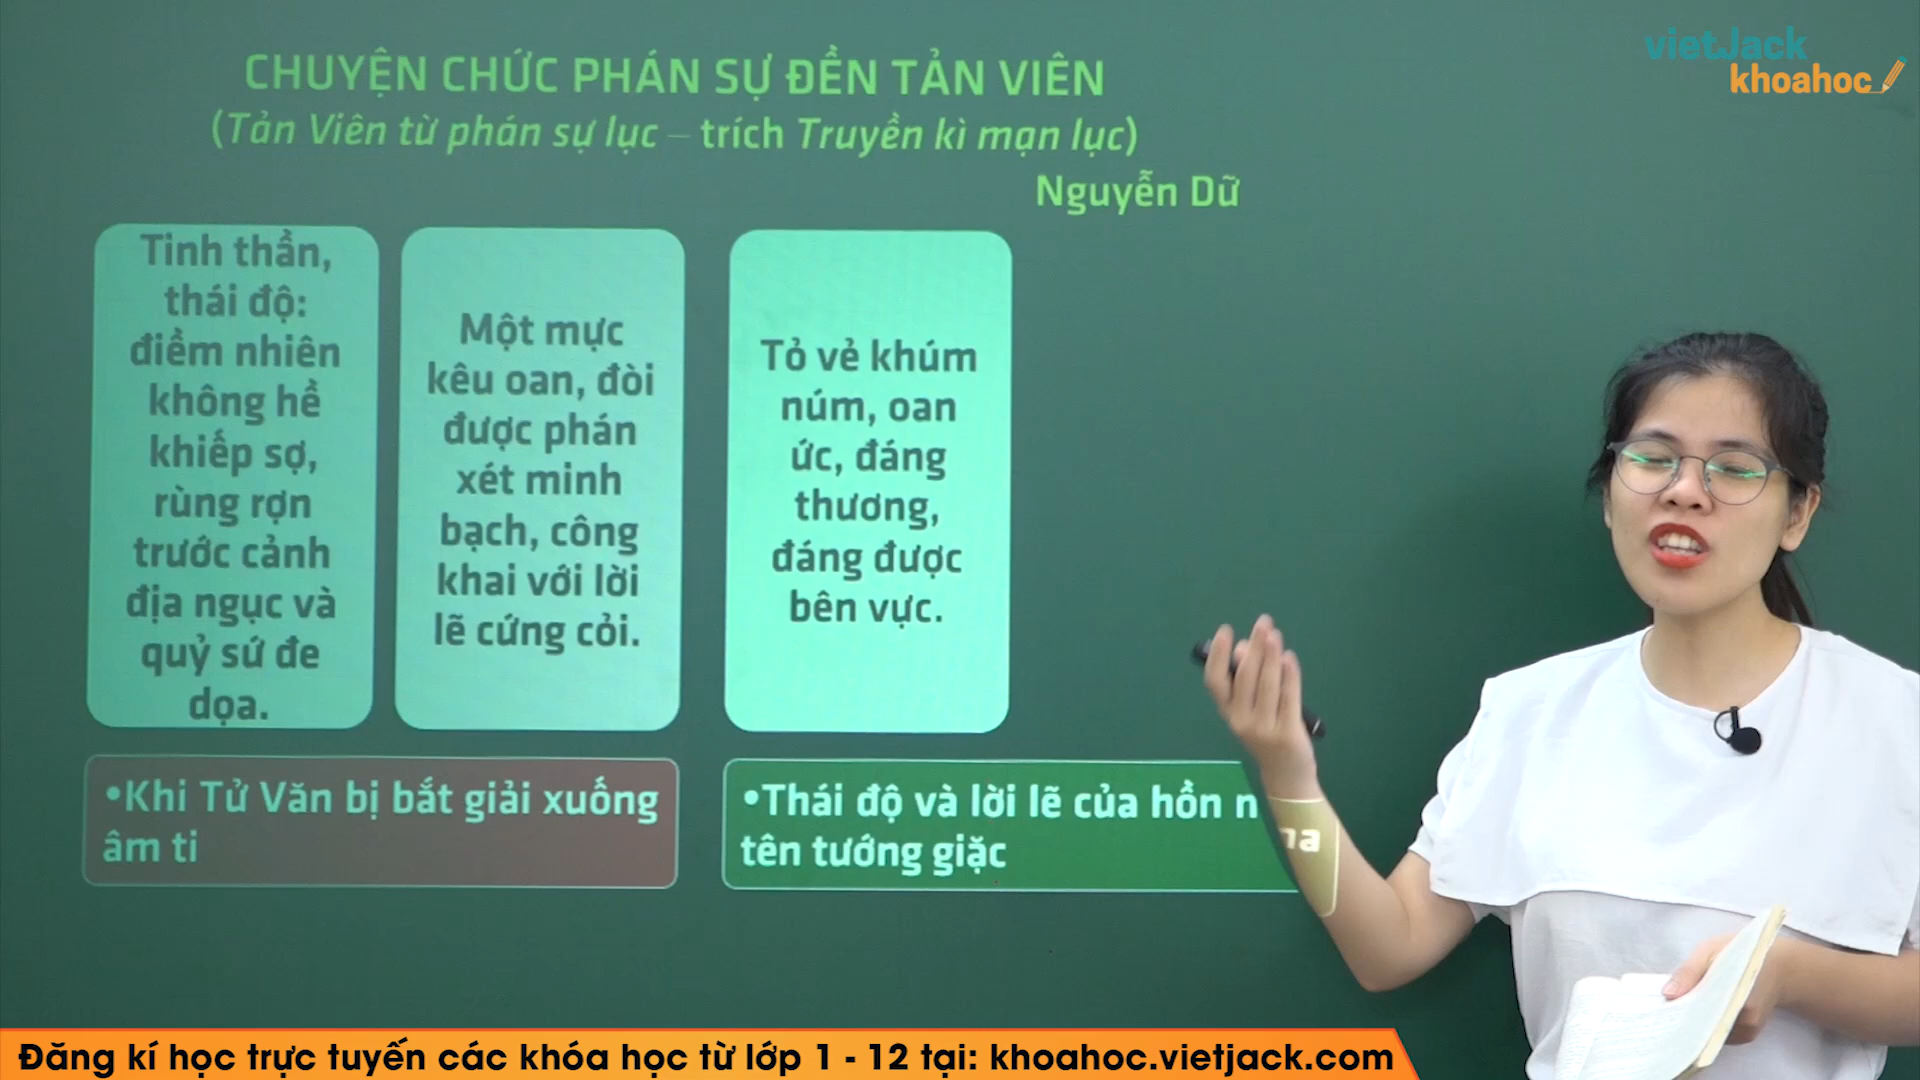 vietJack
khoahoc
CHUYỆN CHỨC PHÁN SỰ ĐỀN TẢN VIÊN
(Tản Viên từ phán sự lục – trích Truyền kì mạn lục)
Nguyễn Dữ
Tinh thần,
thái độ:
điềm nhiên
không hề
khiếp sợ,
rùng rợn
trước cảnh
địa ngục và
quỷ sứ đe
dọa.
Một mực
kêu oan, đòi
được phán
xét minh
bạch, công
khai với lời
lẽ cứng cỏi.
Tỏ vẻ khúm
núm, oan
ức, đáng
thương,
đáng được
bên vực.
•Khi Tử Văn bị bắt giải xuống
âm ti
•Thái độ và lời lẽ của hồn
tên tướng giặc
Đăng kí học trực tuyến các khóa học từ lớp 1 - 12 tại: khoahoc.vietjack.com